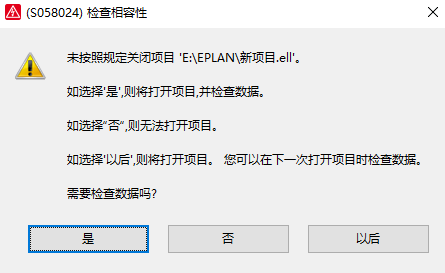 (S058024) 检查相容性
未按照规定关闭项目 'E:\EPLAN\新项目.ell'。
如选择'是',则将打开项目,并检查数据。
如选择“否”,则无法打开项目。
如选择'以后',则将打开项目。 您可以在下一次打开项目时检查数据。
需要检查数据吗?
是
否
以后